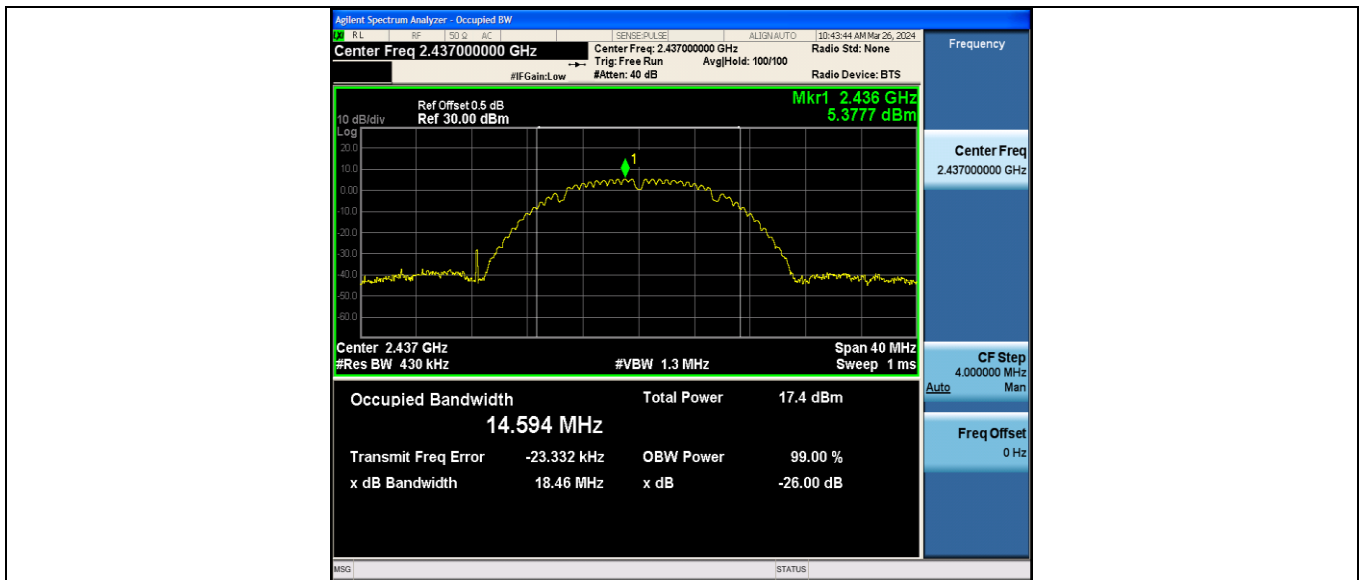 Agilent Spectrum Analyzer - Occupied BW
RL RF 50 Ω AC SENSE:PULSE ALIGN AUTO 10:43:44 AM Mar 26, 2024
Center Freq 2.437000000 GHz
Center Freq: 2.437000000 GHz Radio Std: None
Trig: Free Run Avg|Hold: 100/100
#IFGain:Low #Atten: 40 dB Radio Device: BTS
Frequency
Mkr1 2.436 GHz
5.3777 dBm
Ref Offset 0.5 dB
10 dB/div Ref 30.00 dBm
Log
20.0
10.0
0.00
-10.0
-20.0
-30.0
-40.0
-50.0
-60.0
1
Center 2.437 GHz Span 40 MHz
#Res BW 430 kHz #VBW 1.3 MHz Sweep 1 ms
Occupied Bandwidth Total Power 17.4 dBm
14.594 MHz
Transmit Freq Error -23.332 kHz OBW Power 99.00 %
x dB Bandwidth 18.46 MHz x dB -26.00 dB
Center Freq
2.437000000 GHz
CF Step
4.000000 MHz
Auto Man
Freq Offset
0 Hz
MSG STATUS